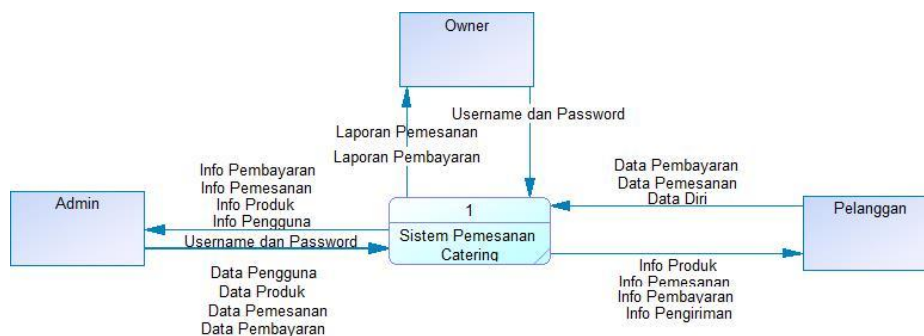 Owner
Username dan Password
Laporan Pemesanan
Laporan Pembayaran
Info Pembayaran
Info Pemesanan
Info Produk
Info Pengguna
Admin
Username dan Password
Data Pengguna
Data Produk
Data Pemesanan
Data Pembayaran
1
Sistem Pemesanan
Catering
Data Pembayaran
Data Pemesanan
Data Diri
Pelanggan
Info Produk
Info Pemesanan
Info Pembayaran
Info Pengiriman